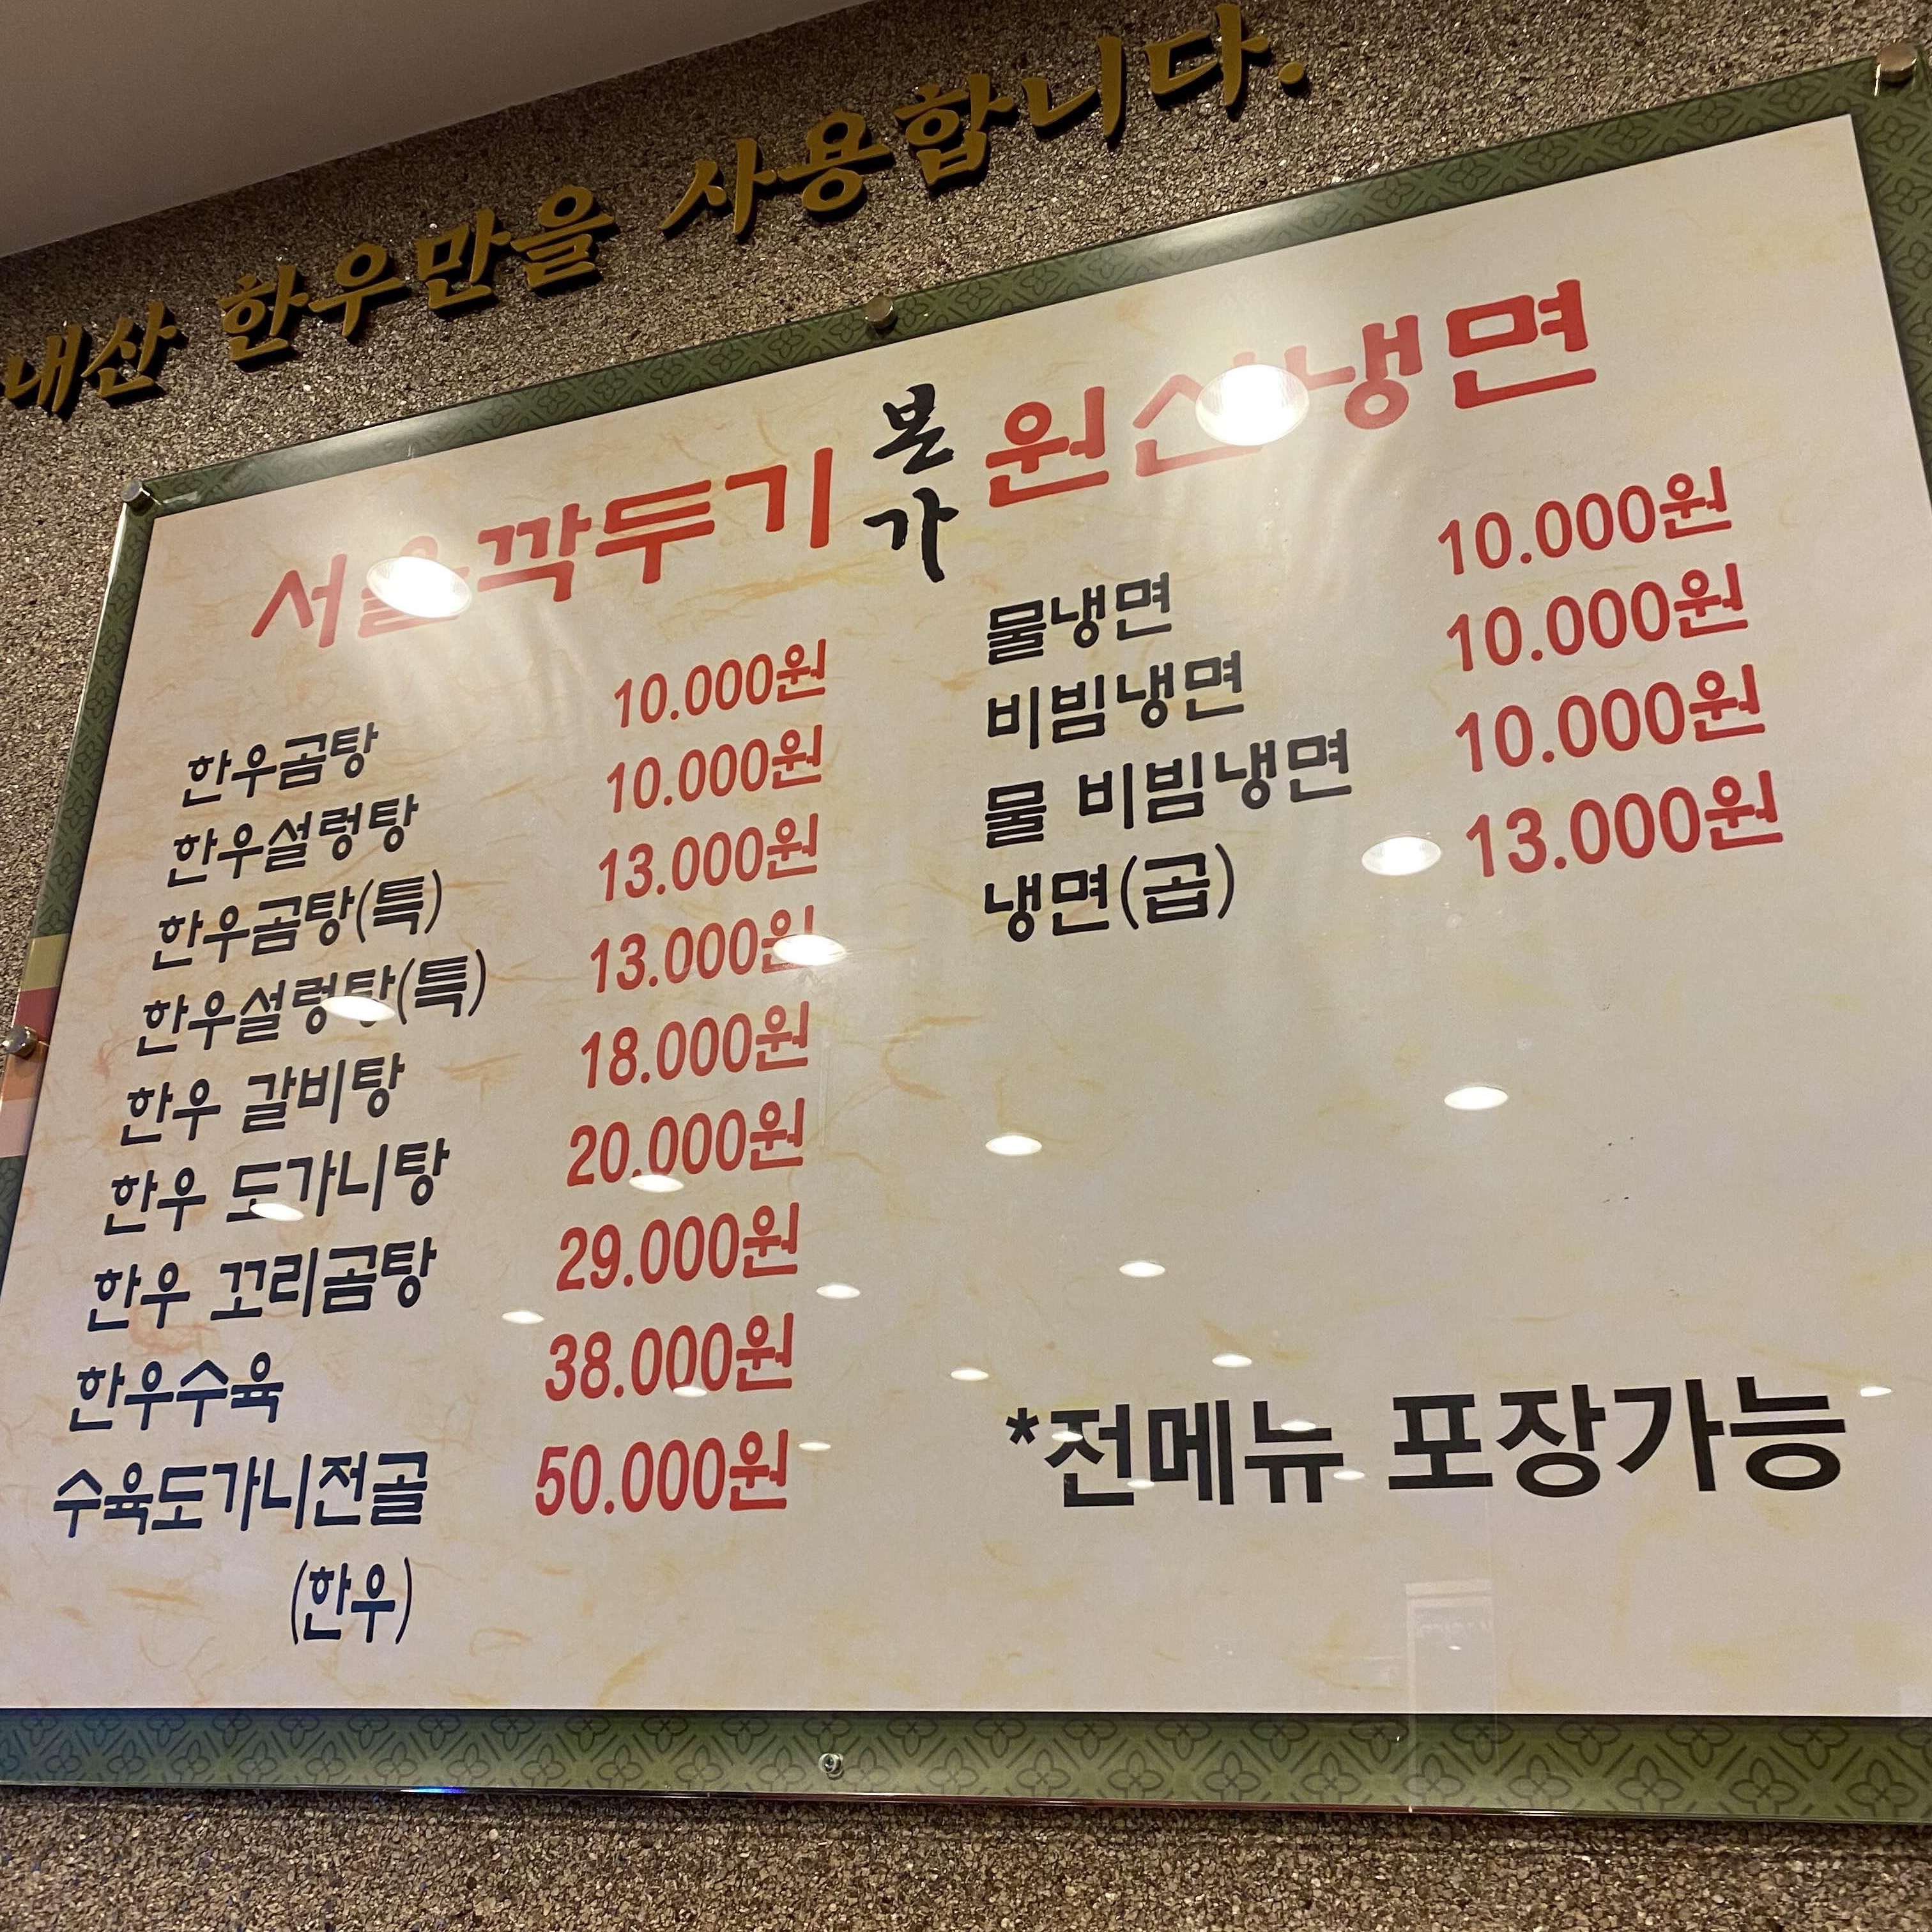 내산 한우만을 사용합니다.
서울깍두기 본가 원산냉면
한우곰탕 10.000원
한우설렁탕 10.000원
한우곰탕(특) 13.000원
한우설렁탕(특) 13.000원
한우 갈비탕 18.000원
한우 도가니탕 20.000원
한우 꼬리곰탕 29.000원
한우수육 38.000원
수육도가니전골 50.000원
(한우)
물냉면 10.000원
비빔냉면 10.000원
물 비빔냉면 10.000원
냉면(곱) 13.000원
*전메뉴 포장가능